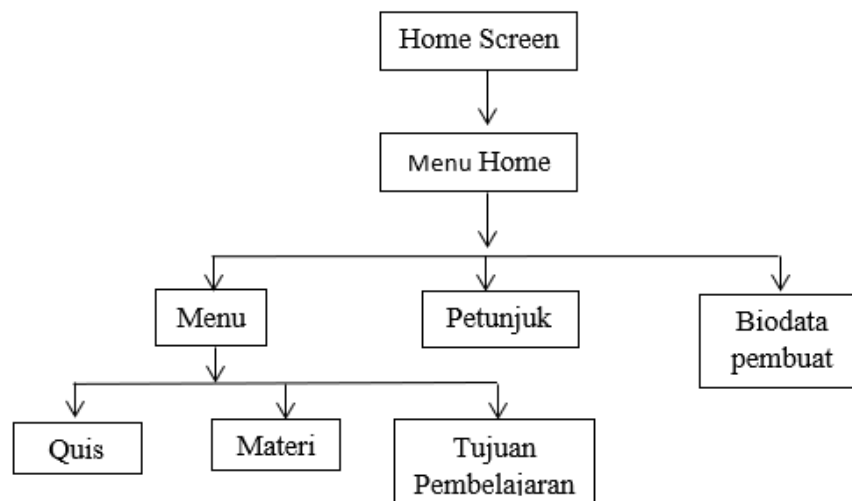 Home Screen
Menu Home
Menu
Petunjuk
Biodata
pembuat
Quis
Materi
Tujuan
Pembelajaran